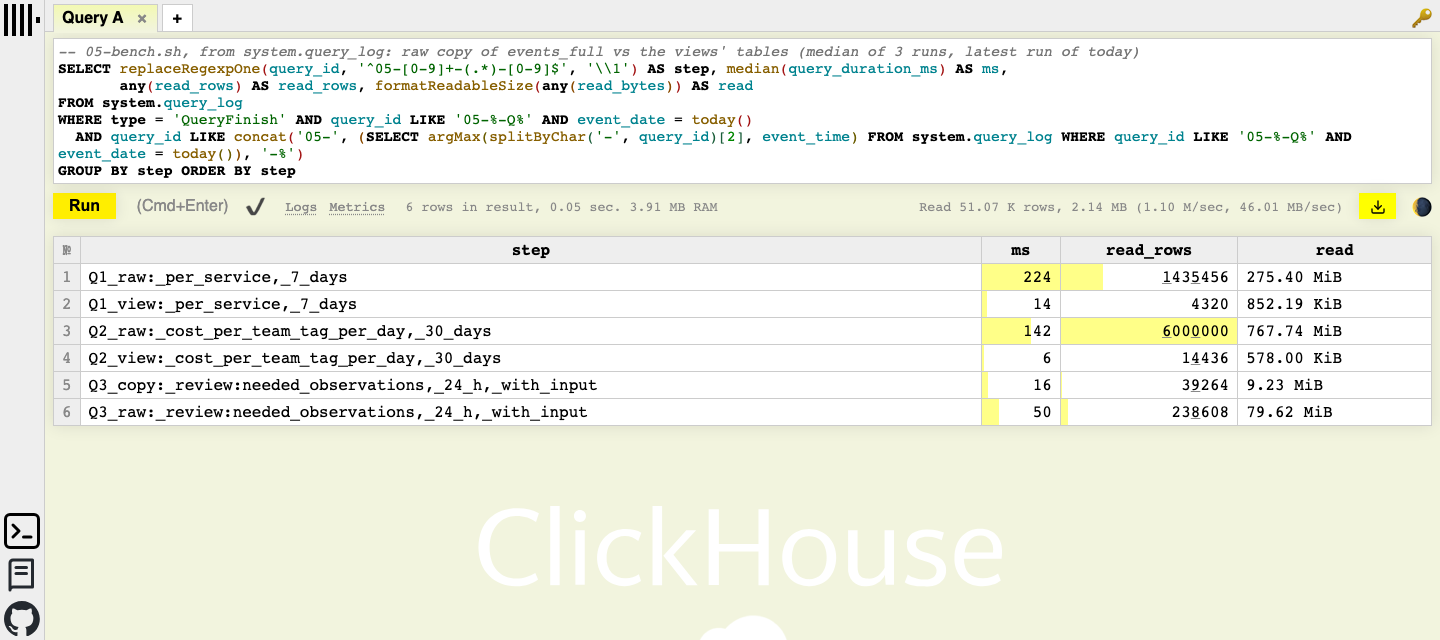 Query A × +
-- 05-bench.sh, from system.query_log: raw copy of events_full vs the views' tables (median of 3 runs, latest run of today)
SELECT replaceRegexpOne(query_id, '^05-[0-9]+-(.*)-[0-9]$', '\\1') AS step, median(query_duration_ms) AS ms,
any(read_rows) AS read_rows, formatReadableSize(any(read_bytes)) AS read
FROM system.query_log
WHERE type = 'QueryFinish' AND query_id LIKE '05-%-Q%' AND event_date = today()
AND query_id LIKE concat('05-', (SELECT argMax(splitByChar('-', query_id)[2], event_time) FROM system.query_log WHERE query_id LIKE '05-%-Q%' AND
event_date = today()), '-%')
GROUP BY step ORDER BY step
Run (Cmd+Enter) ✔ Logs Metrics 6 rows in result, 0.05 sec. 3.91 MB RAM Read 51.07 K rows, 2.14 MB (1.10 M/sec, 46.01 MB/sec)
№ step ms read_rows read
1 Q1_raw:_per_service,_7_days 224 1435456 275.40 MiB
2 Q1_view:_per_service,_7_days 14 4320 852.19 KiB
3 Q2_raw:_cost_per_team_tag_per_day,_30_days 142 6000000 767.74 MiB
4 Q2_view:_cost_per_team_tag_per_day,_30_days 6 14436 578.00 KiB
5 Q3_copy:_review:needed_observations,_24_h,_with_input 16 39264 9.23 MiB
6 Q3_raw:_review:needed_observations,_24_h,_with_input 50 238608 79.62 MiB
ClickHouse